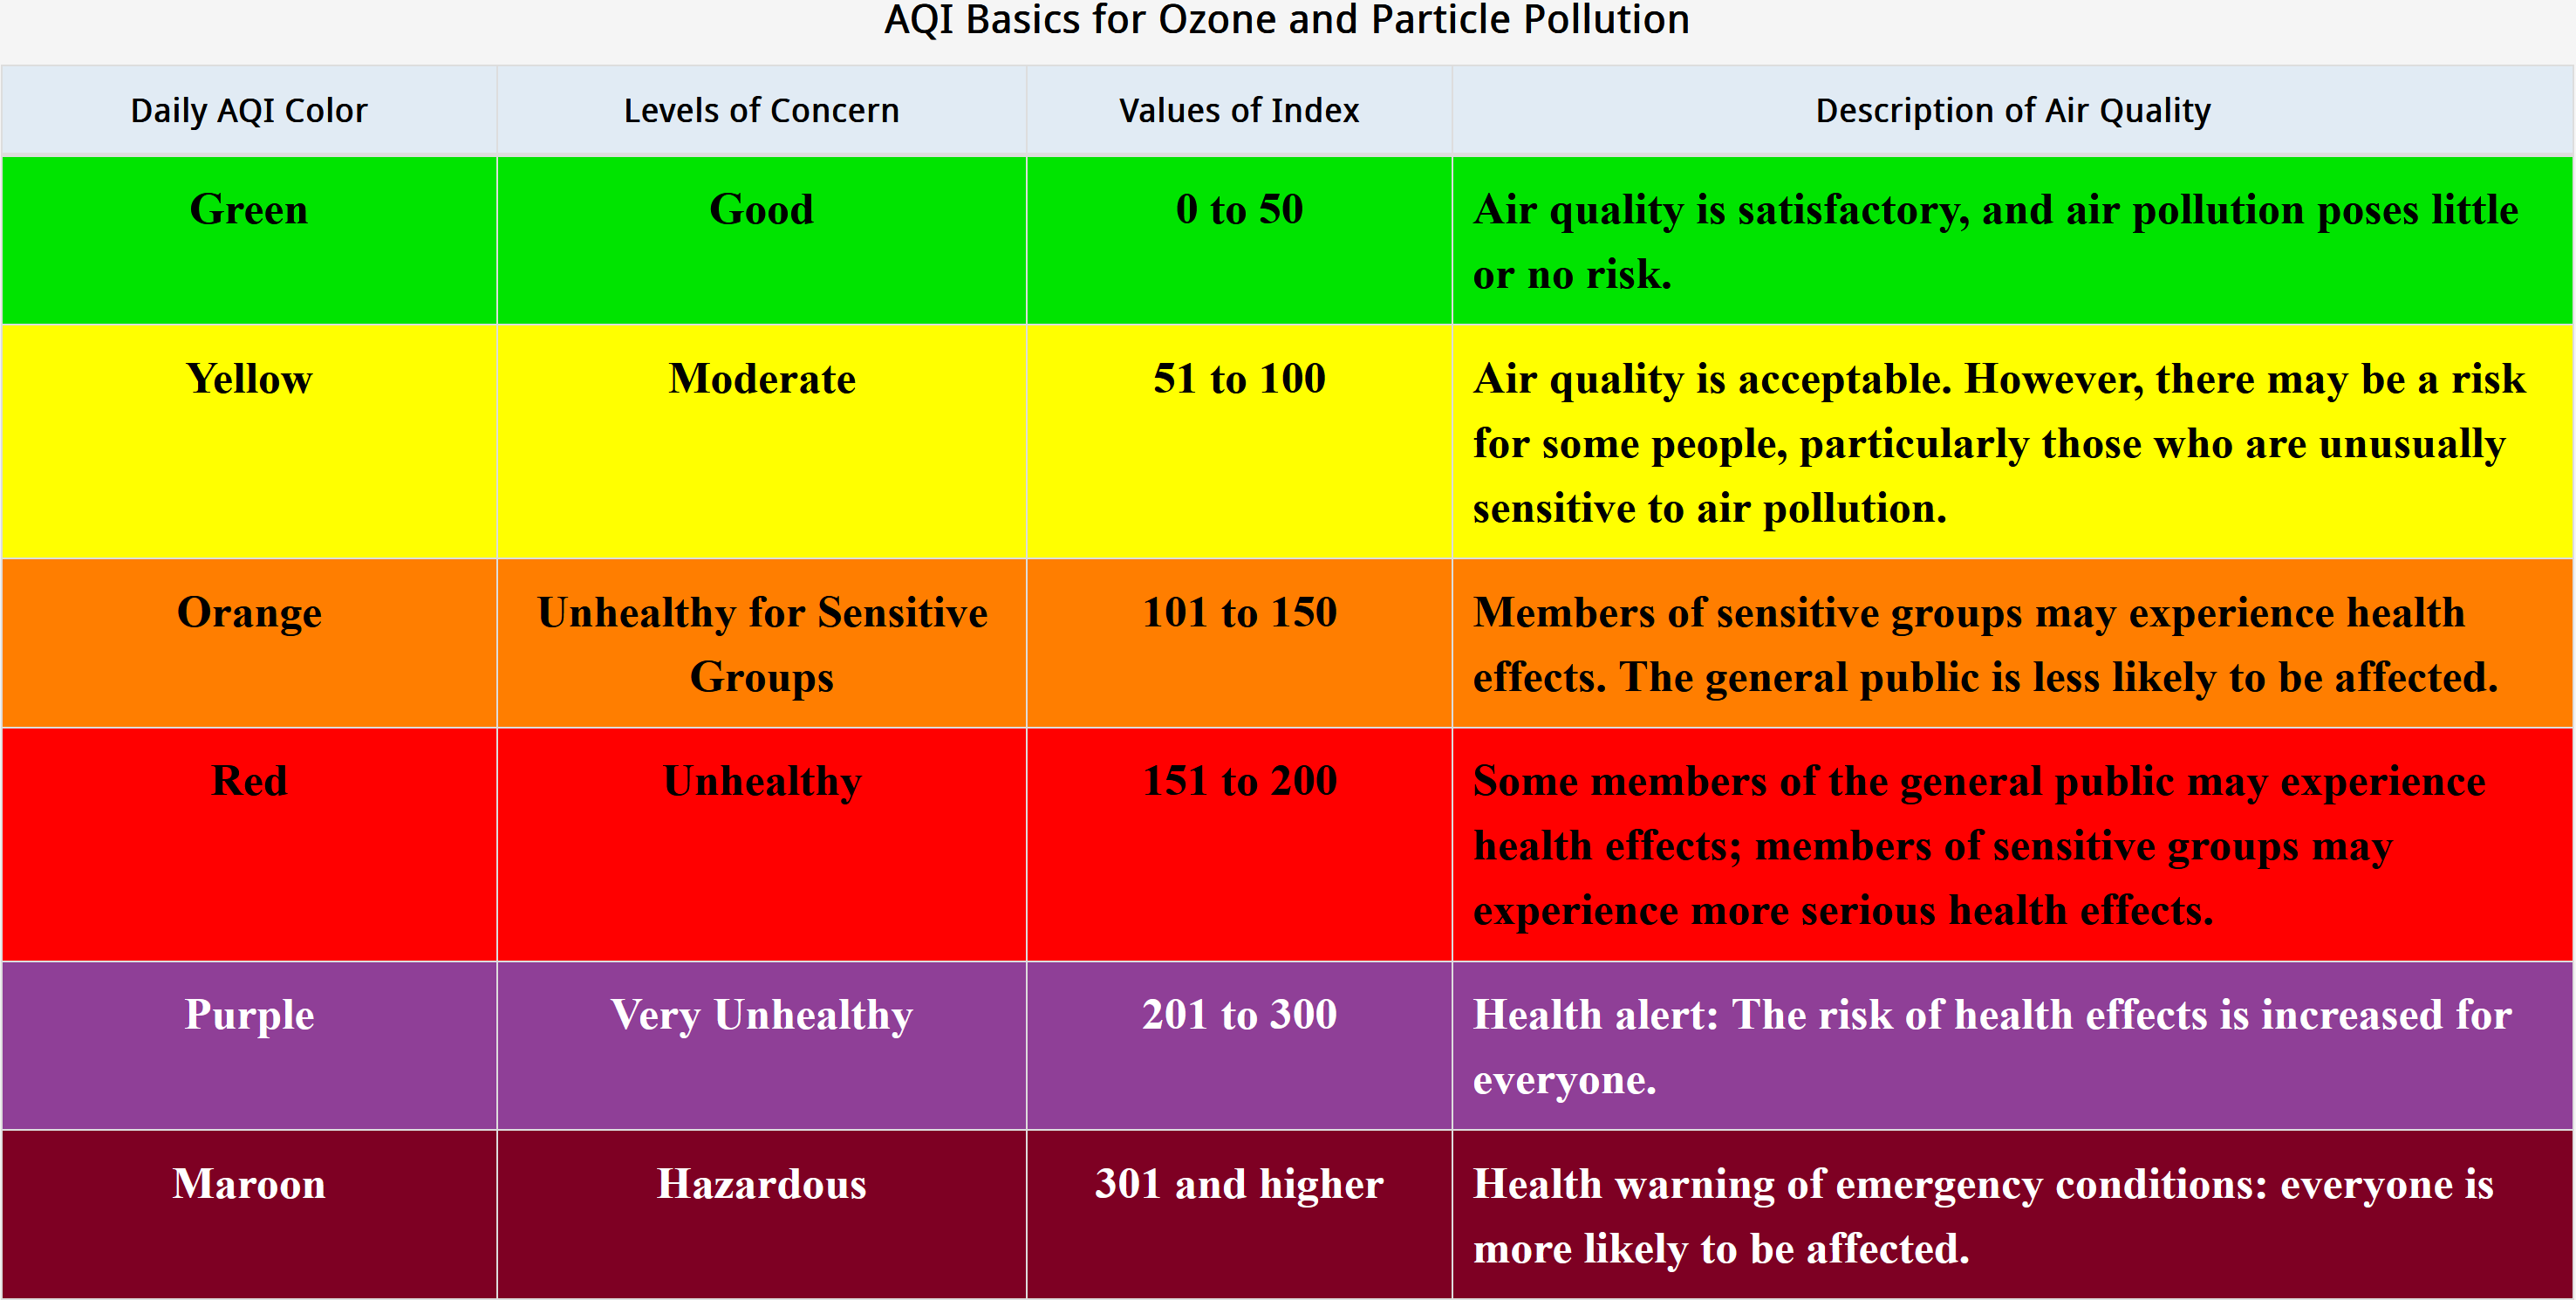 AQI Basics for Ozone and Particle Pollution
Daily AQI Color Levels of Concern Values of Index Description of Air Quality
Green Good 0 to 50 Air quality is satisfactory, and air pollution poses little
or no risk.
Yellow Moderate 51 to 100 Air quality is acceptable. However, there may be a risk
for some people, particularly those who are unusually
sensitive to air pollution.
Orange Unhealthy for Sensitive 101 to 150 Members of sensitive groups may experience health
Groups effects. The general public is less likely to be affected.
Red Unhealthy 151 to 200 Some members of the general public may experience
health effects; members of sensitive groups may
experience more serious health effects.
Purple Very Unhealthy 201 to 300 Health alert: The risk of health effects is increased for
everyone.
Maroon Hazardous 301 and higher Health warning of emergency conditions: everyone is
more likely to be affected.